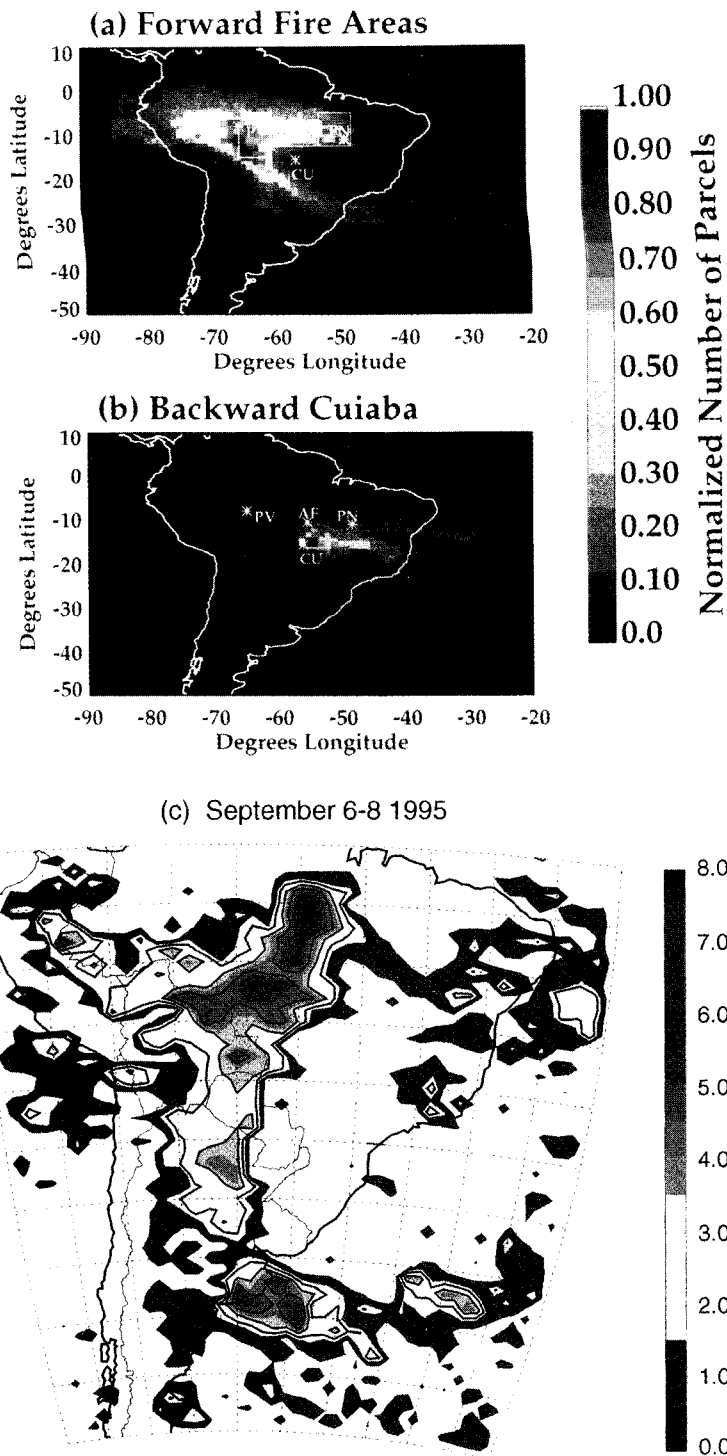 (a) Forward Fire Areas
10
0
-10
-20
-30
-40
-50
Degrees Latitude
PN
CU
-90 -80 -70 -60 -50 -40 -30 -20
Degrees Longitude
(b) Backward Cuiaba
10
0
-10
-20
-30
-40
-50
Degrees Latitude
PV AF PN
CU
-90 -80 -70 -60 -50 -40 -30 -20
Degrees Longitude
1.00
0.90
0.80
0.70
0.60
0.50
0.40
0.30
0.20
0.10
0.0
Normalized Number of Parcels
(c) September 6-8 1995
8.0
7.0
6.0
5.0
4.0
3.0
2.0
1.0
0.0